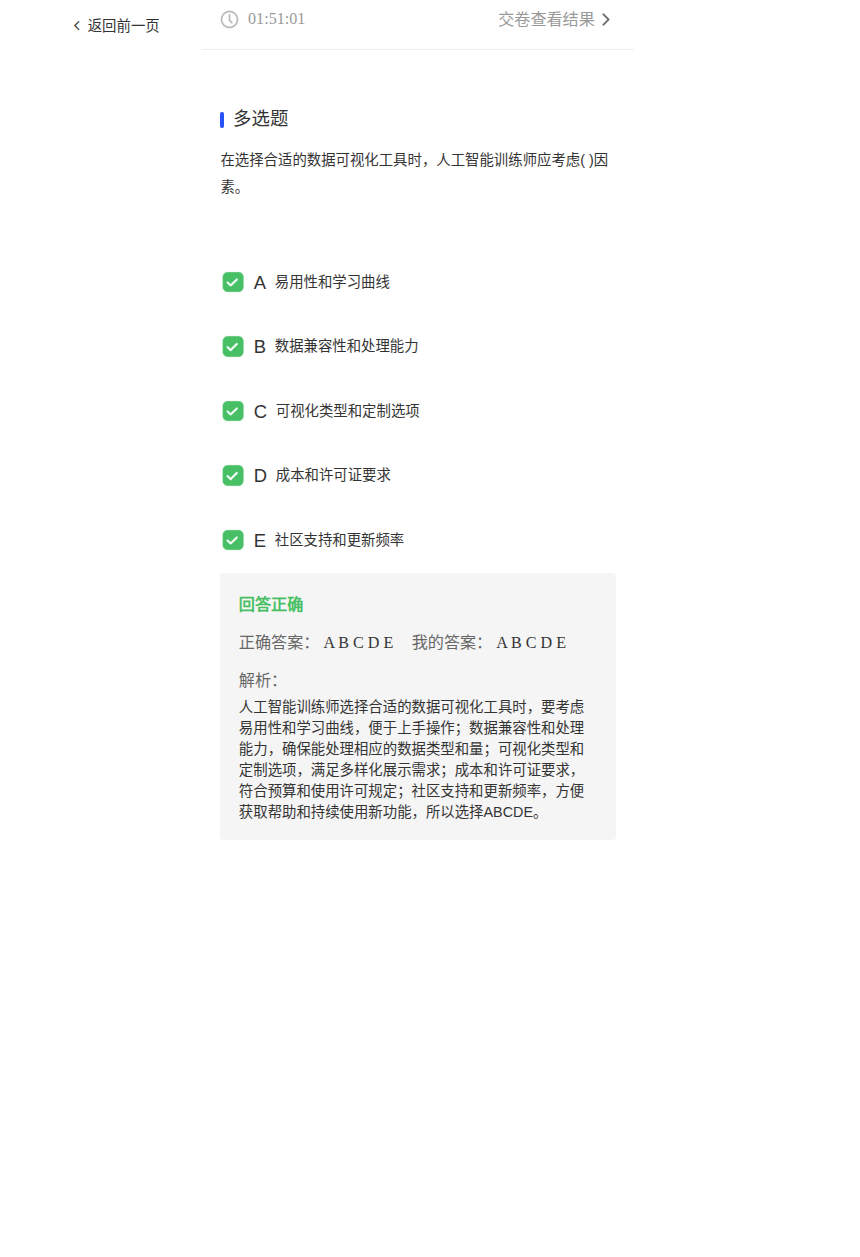 返回前一页
01:51:01 交卷查看结果
多选题
在选择合适的数据可视化工具时，人工智能训练师应考虑( )因
素。
A 易用性和学习曲线
B 数据兼容性和处理能力
C 可视化类型和定制选项
D 成本和许可证要求
E 社区支持和更新频率
回答正确
正确答案： A B C D E 我的答案： A B C D E
解析：
人工智能训练师选择合适的数据可视化工具时，要考虑
易用性和学习曲线，便于上手操作；数据兼容性和处理
能力，确保能处理相应的数据类型和量；可视化类型和
定制选项，满足多样化展示需求；成本和许可证要求，
符合预算和使用许可规定；社区支持和更新频率，方便
获取帮助和持续使用新功能，所以选择ABCDE。